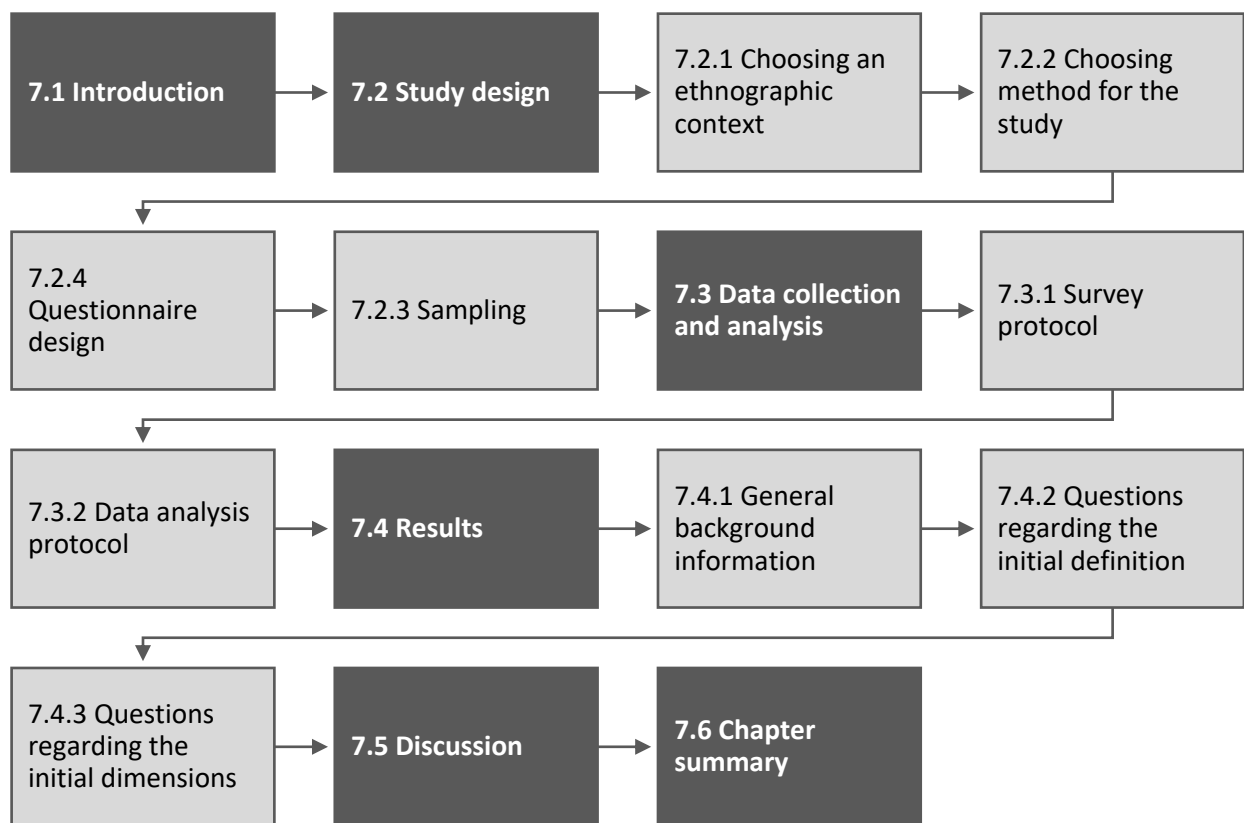 7.1 Introduction
7.2 Study design
7.2.1 Choosing an
ethnographic
context
7.2.2 Choosing
method for the
study
7.2.4
Questionnaire
design
7.2.3 Sampling
7.3 Data collection
and analysis
7.3.1 Survey
protocol
7.3.2 Data analysis
protocol
7.4 Results
7.4.1 General
background
information
7.4.2 Questions
regarding the
initial definition
7.4.3 Questions
regarding the
initial dimensions
7.5 Discussion
7.6 Chapter
summary